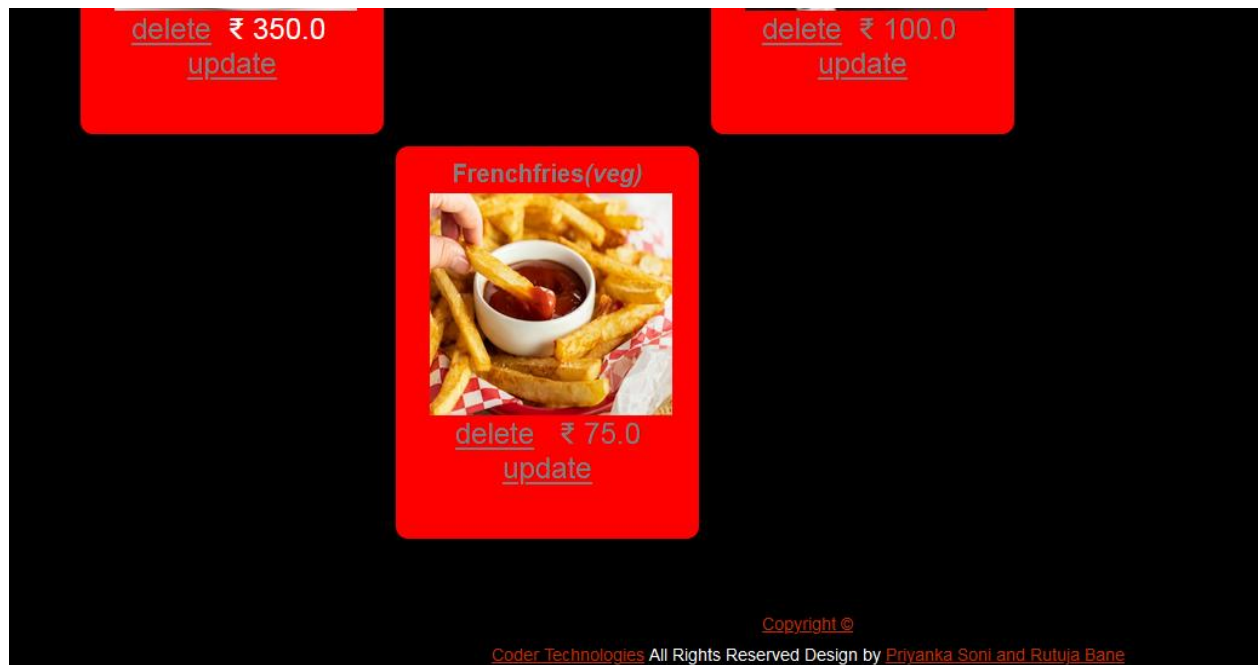 delete ₹ 350.0
update
delete ₹ 100.0
update
Frenchfries(veg)
delete ₹ 75.0
update
Copyright ©
Coder Technologies All Rights Reserved Design by Priyanka Soni and Rutuja Bane